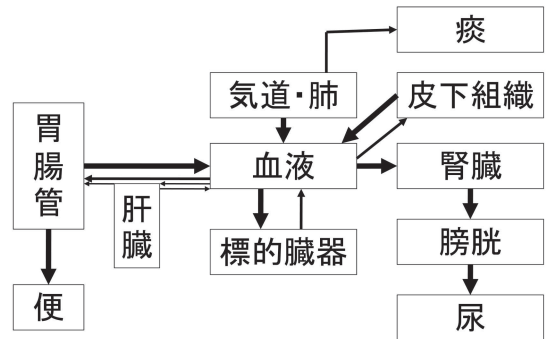 痰
気道・肺
皮下組織
胃
腸
管
血液
腎臓
肝
臓
標的臓器
膀胱
便
尿